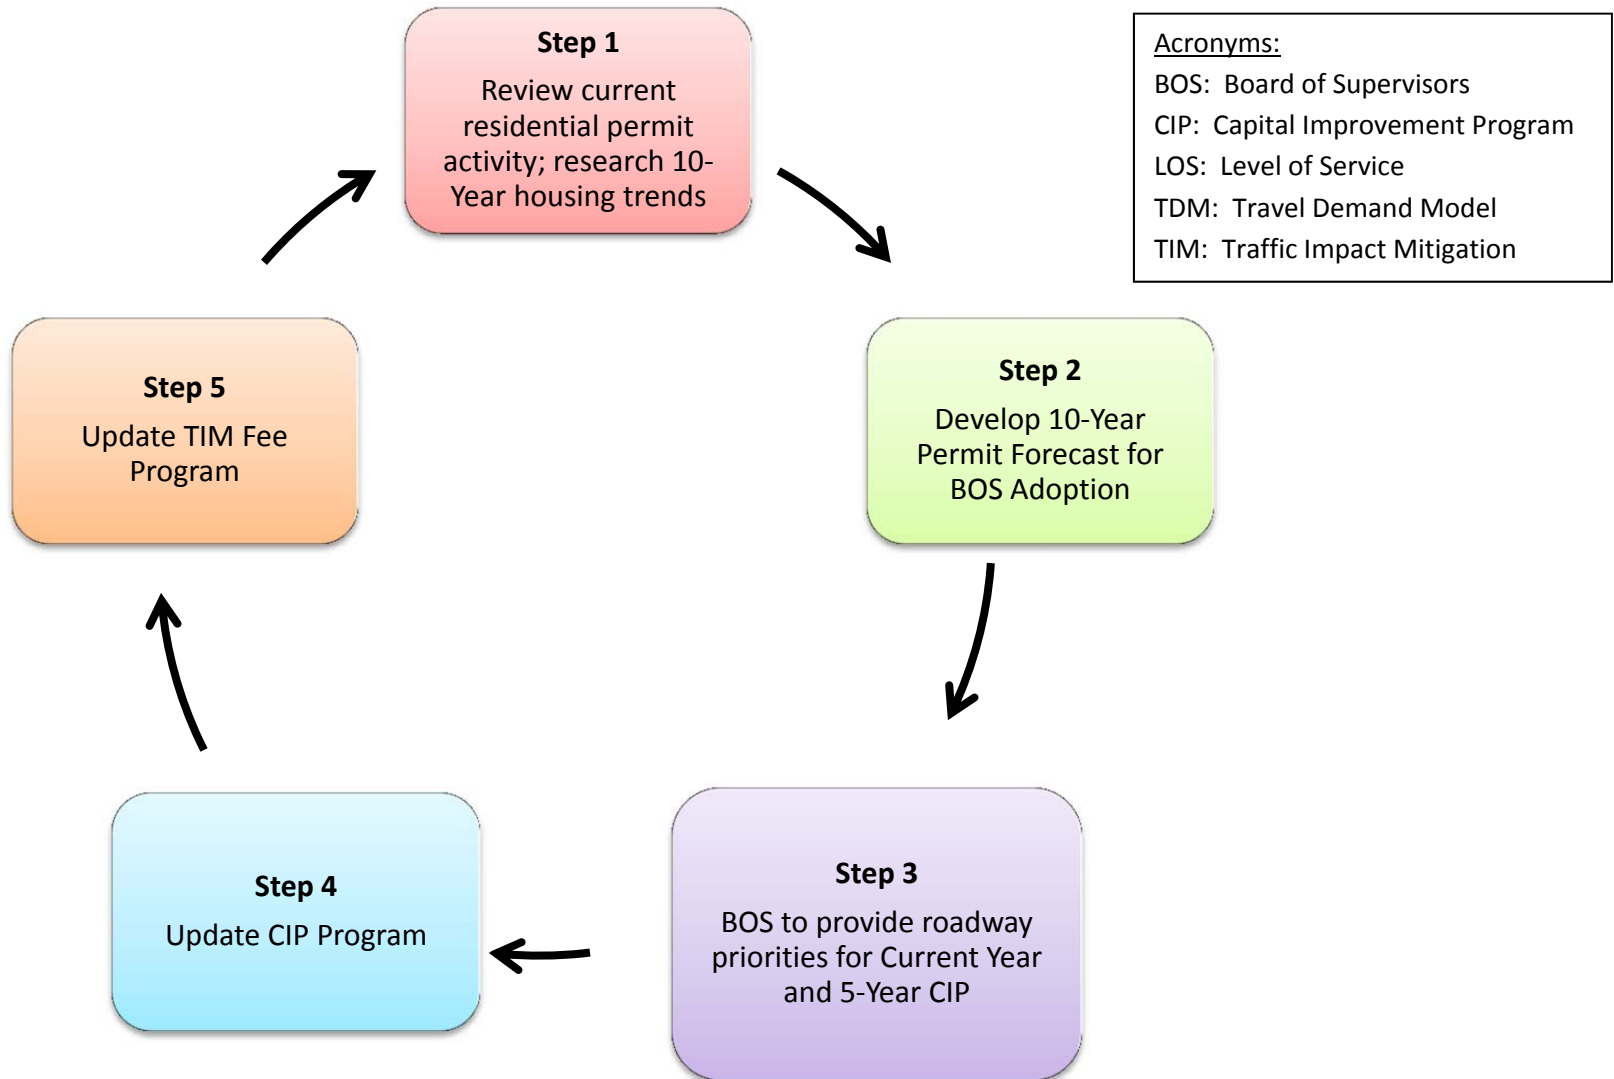 Step 1
Review current
residential permit
activity; research 10-
Year housing trends
Acronyms:
BOS: Board of Supervisors
CIP: Capital Improvement Program
LOS: Level of Service
TDM: Travel Demand Model
TIM: Traffic Impact Mitigation
Step 2
Develop 10-Year
Permit Forecast for
BOS Adoption
Step 3
BOS to provide roadway
priorities for Current Year
and 5-Year CIP
Step 4
Update CIP Program
Step 5
Update TIM Fee
Program